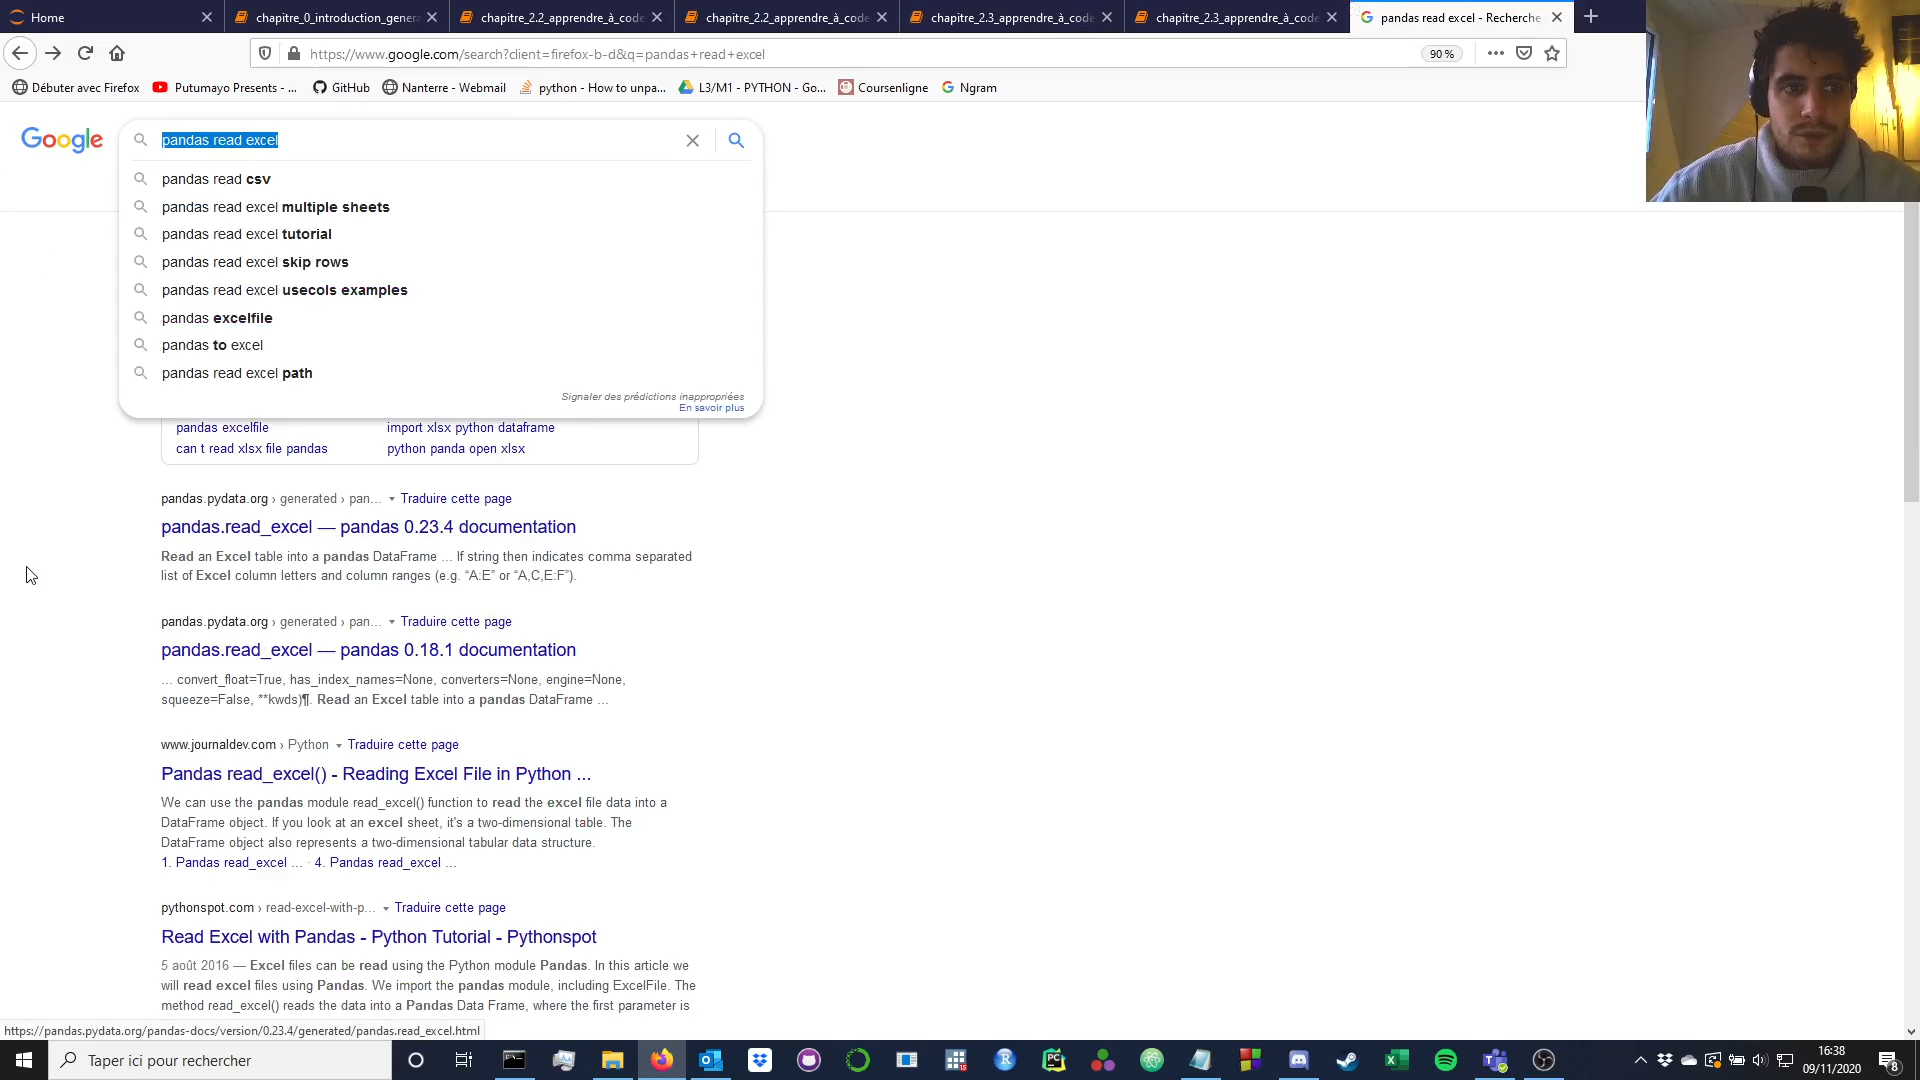 Home
chapitre_0_introduction_genera
chapitre_2.2_apprendre_à_code
chapitre_2.2_apprendre_à_code
chapitre_2.3_apprendre_à_code
chapitre_2.3_apprendre_à_code
pandas read excel - Recherche
https://www.google.com/search?client=firefox-b-d&q=pandas+read+excel
90 %
Débuter avec Firefox
Putumayo Presents - ...
GitHub
Nanterre - Webmail
python - How to unpa...
L3/M1 - PYTHON - Go...
Coursenligne
Ngram
Google
pandas read excel
pandas read csv
pandas read excel multiple sheets
pandas read excel tutorial
pandas read excel skip rows
pandas read excel usecols examples
pandas excelfile
pandas to excel
pandas read excel path
Signaler des prédictions inappropriées
En savoir plus
pandas excelfile import xlsx python dataframe
can t read xlsx file pandas python panda open xlsx
pandas.pydata.org › generated › pan... Traduire cette page
pandas.read_excel — pandas 0.23.4 documentation
Read an Excel table into a pandas DataFrame ... If string then indicates comma separated
list of Excel column letters and column ranges (e.g. “A:E” or “A,C,E:F”).
pandas.pydata.org › generated › pan... Traduire cette page
pandas.read_excel — pandas 0.18.1 documentation
... convert_float=True, has_index_names=None, converters=None, engine=None,
squeeze=False, **kwds)¶. Read an Excel table into a pandas DataFrame ...
www.journaldev.com › Python Traduire cette page
Pandas read_excel() - Reading Excel File in Python ...
We can use the pandas module read_excel() function to read the excel file data into a
DataFrame object. If you look at an excel sheet, it's a two-dimensional table. The
DataFrame object also represents a two-dimensional tabular data structure.
1. Pandas read_excel ... · 4. Pandas read_excel ...
pythonspot.com › read-excel-with-p... Traduire cette page
Read Excel with Pandas - Python Tutorial - Pythonspot
5 août 2016 — Excel files can be read using the Python module Pandas. In this article we
will read excel files using Pandas. We import the pandas module, including ExcelFile. The
method read_excel() reads the data into a Pandas Data Frame, where the first parameter is
https://pandas.pydata.org/pandas-docs/version/0.23.4/generated/pandas.read_excel.html
Taper ici pour rechercher
16:38
09/11/2020
8